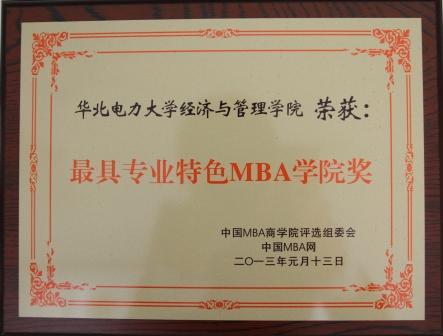 华北电力大学经济与管理学院 荣获：
最具专业特色MBA学院奖
中国MBA商学院评选组委会
中国MBA网
二〇一三年元月十三日